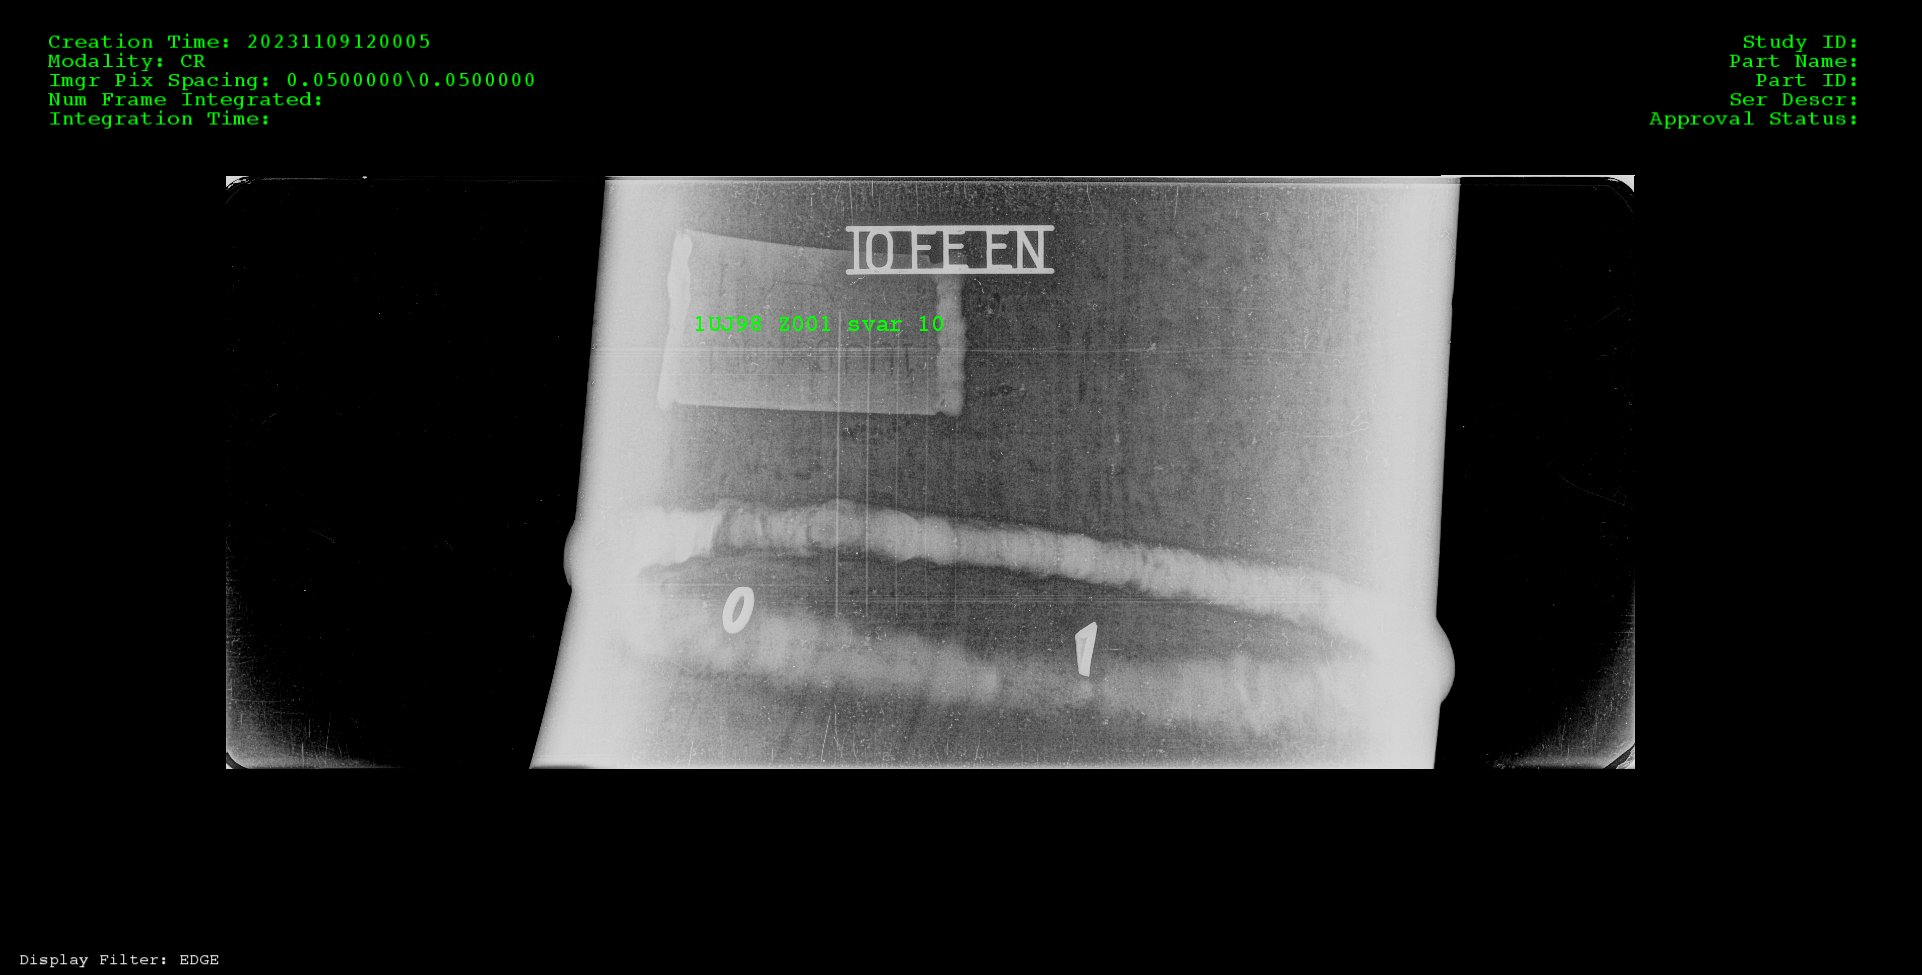 Creation Time: 20231109120005
Modality: CR
Imgr Pix Spacing: 0.0500000\0.0500000
Num Frame Integrated:
Integration Time:
Study ID:
Part Name:
Part ID:
Ser Descr:
Approval Status:
10 FE EN
1UJ98 Z001 svar 10
0
1
Display Filter: EDGE